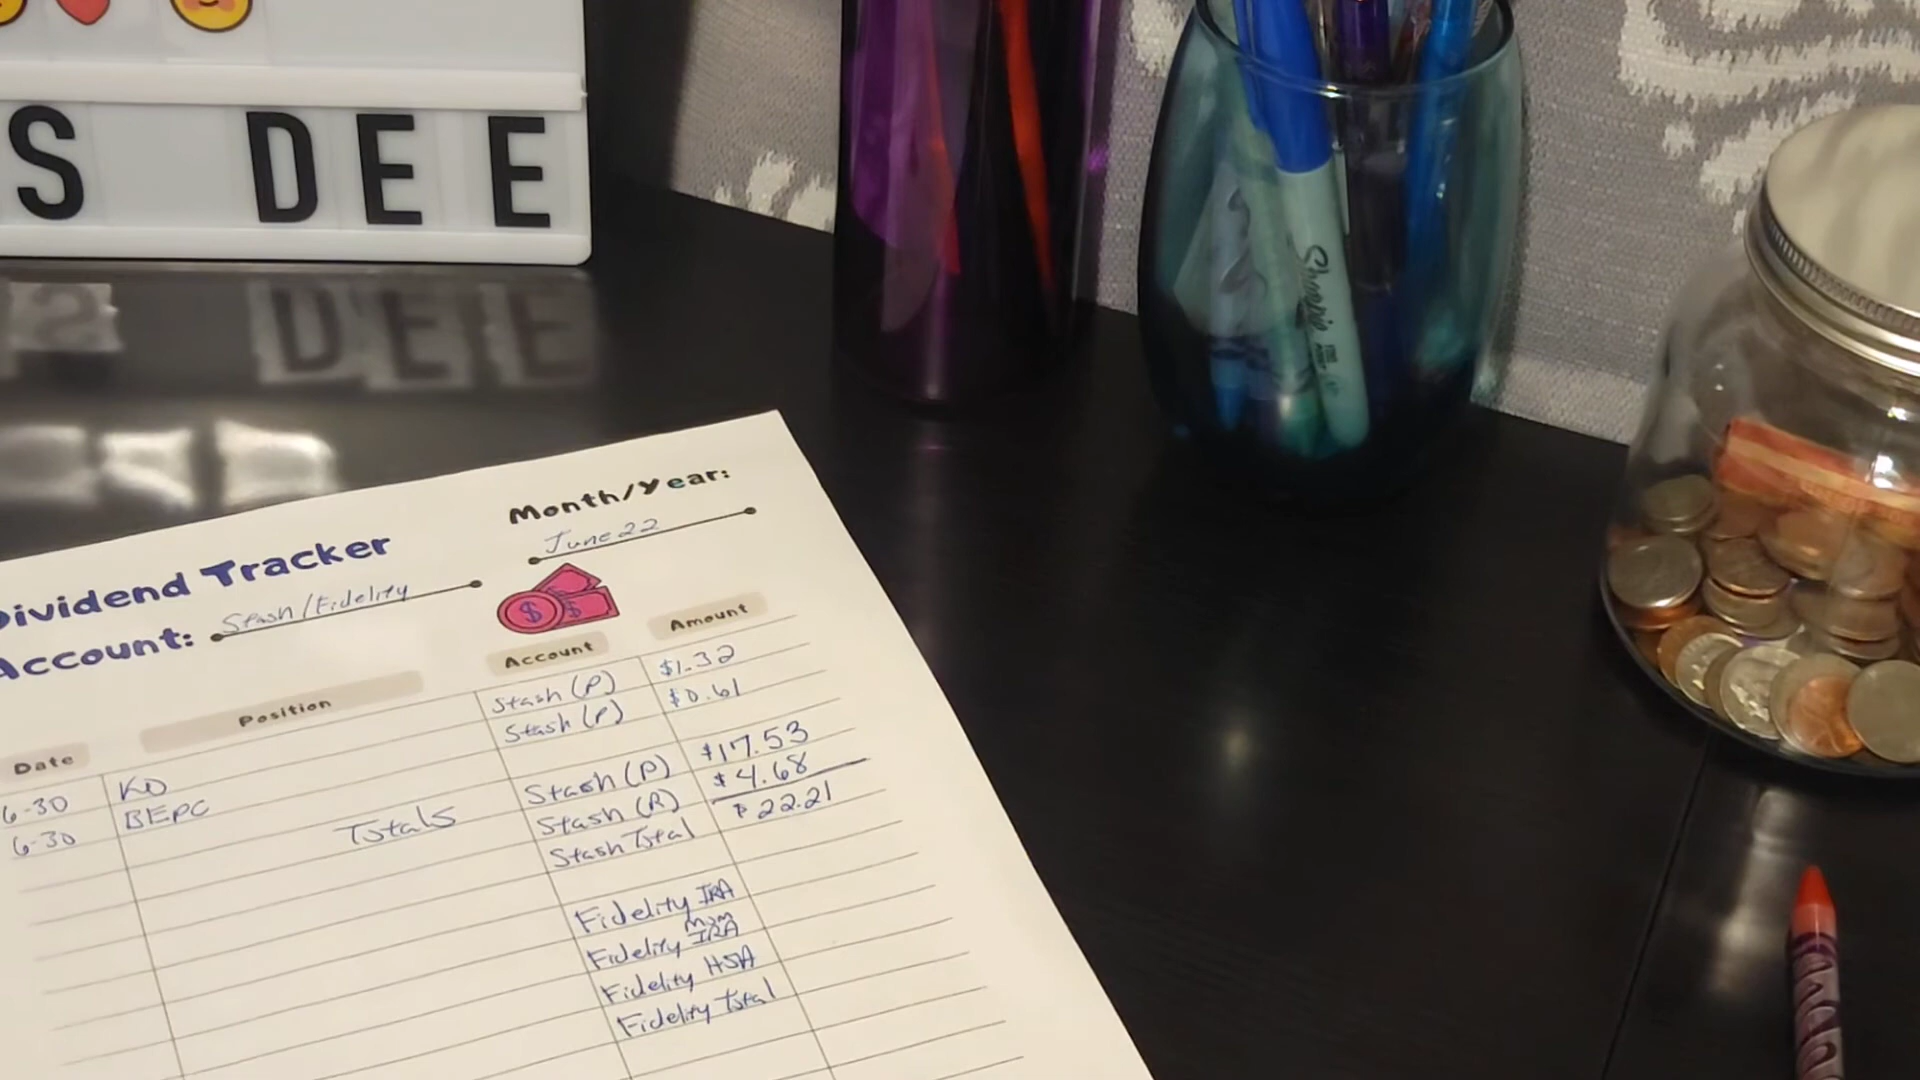 S DEE
Sharpie
Month/Year:
June 22
Dividend Tracker
Account: Stash/Fidelity
Date Position Account Amount
6-30 KO Stash (P) $1.32
6-30 BEPC Stash (P) $0.61
Totals Stash (P) $17.53
Stash (R) $4.68
Stash Total $22.21
Fidelity IRA
Fidelity Mom IRA
Fidelity HSA
Fidelity Total